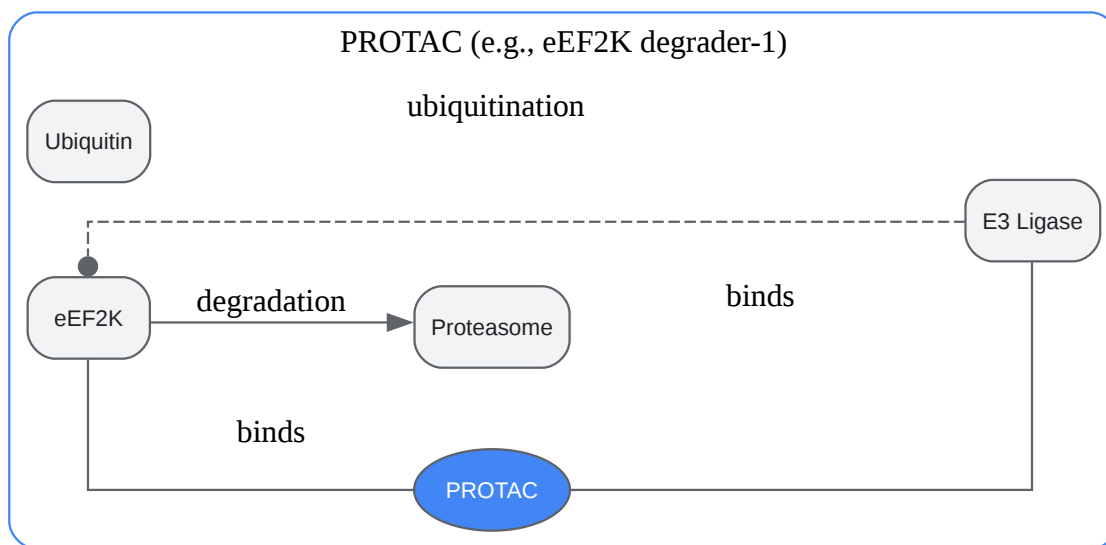 PROTAC (e.g., eEF2K degrader-1)
ubiquitination
Ubiquitin
E3 Ligase
degradation
binds
eEF2K
Proteasome
binds
PROTAC